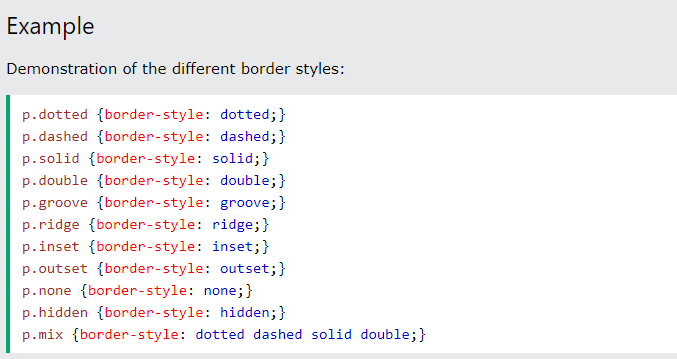 Example
Demonstration of the different border styles:
p.dotted {border-style: dotted;}
p.dashed {border-style: dashed;}
p.solid {border-style: solid;}
p.double {border-style: double;}
p.groove {border-style: groove;}
p.ridge {border-style: ridge;}
p.inset {border-style: inset;}
p.outset {border-style: outset;}
p.none {border-style: none;}
p.hidden {border-style: hidden;}
p.mix {border-style: dotted dashed solid double;}